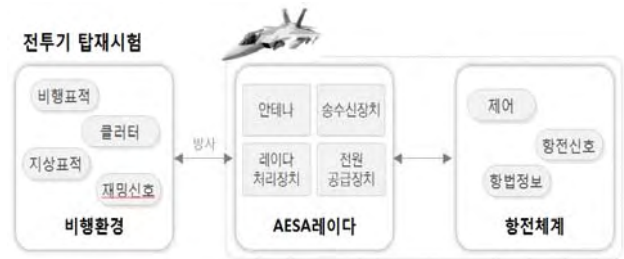 전투기 탑재시험
비행표적
클러터
지상표적
재밍신호
비행환경
방사
안테나
송수신장치
레이다
처리장치
전원
공급장치
AESA레이다
제어
항전신호
항법정보
항전체계